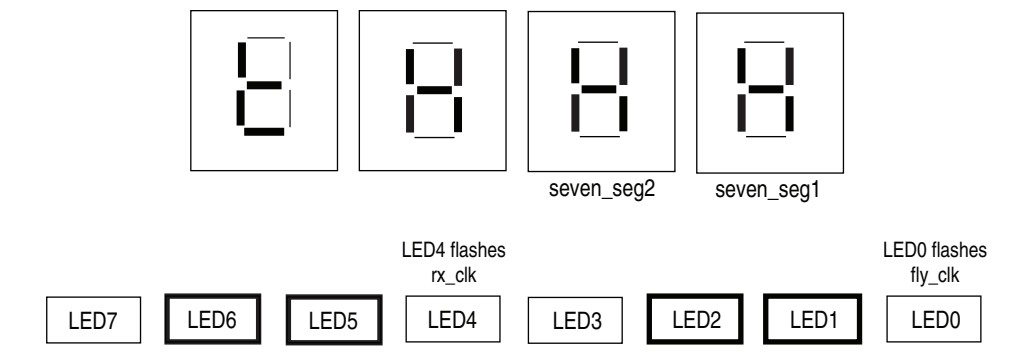 t H H H
seven_seg2 seven_seg1
LED4 flashes LED0 flashes
rx_clk fly_clk
LED7 LED6 LED5 LED4 LED3 LED2 LED1 LED0